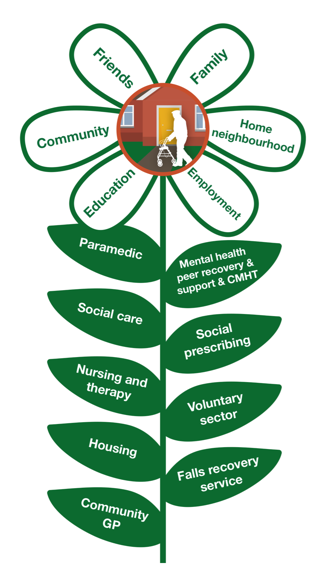 Friends
Family
Community
Home
neighbourhood
Education
Employment
Paramedic
Mental health
peer recovery &
support & CMHT
Social care
Social
prescribing
Nursing and
therapy
Voluntary
sector
Housing
Falls recovery
service
Community
GP